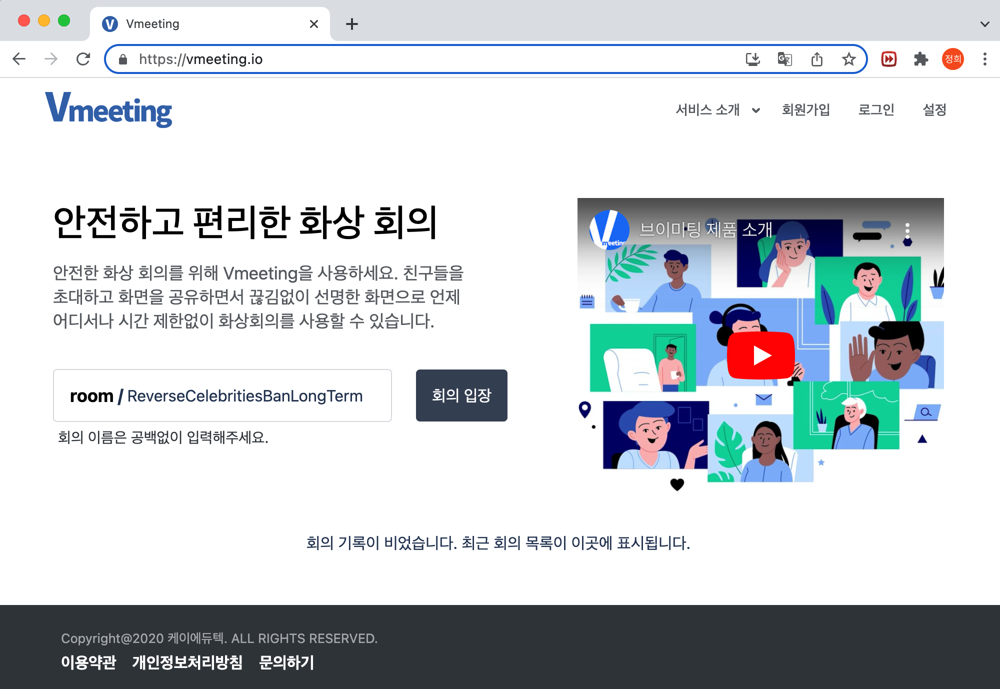 Vmeeting
https://vmeeting.io
정희
Vmeeting
서비스 소개 회원가입 로그인 설정
안전하고 편리한 화상 회의
안전한 화상 회의를 위해 Vmeeting을 사용하세요. 친구들을
초대하고 화면을 공유하면서 끊김없이 선명한 화면으로 언제
어디서나 시간 제한없이 화상회의를 사용할 수 있습니다.
room / ReverseCelebritiesBanLongTerm
회의 입장
회의 이름은 공백없이 입력해주세요.
Vmeeting
브이미팅 제품 소개
회의 기록이 비었습니다. 최근 회의 목록이 이곳에 표시됩니다.
Copyright@2020 케이에듀텍. ALL RIGHTS RESERVED.
이용약관 개인정보처리방침 문의하기